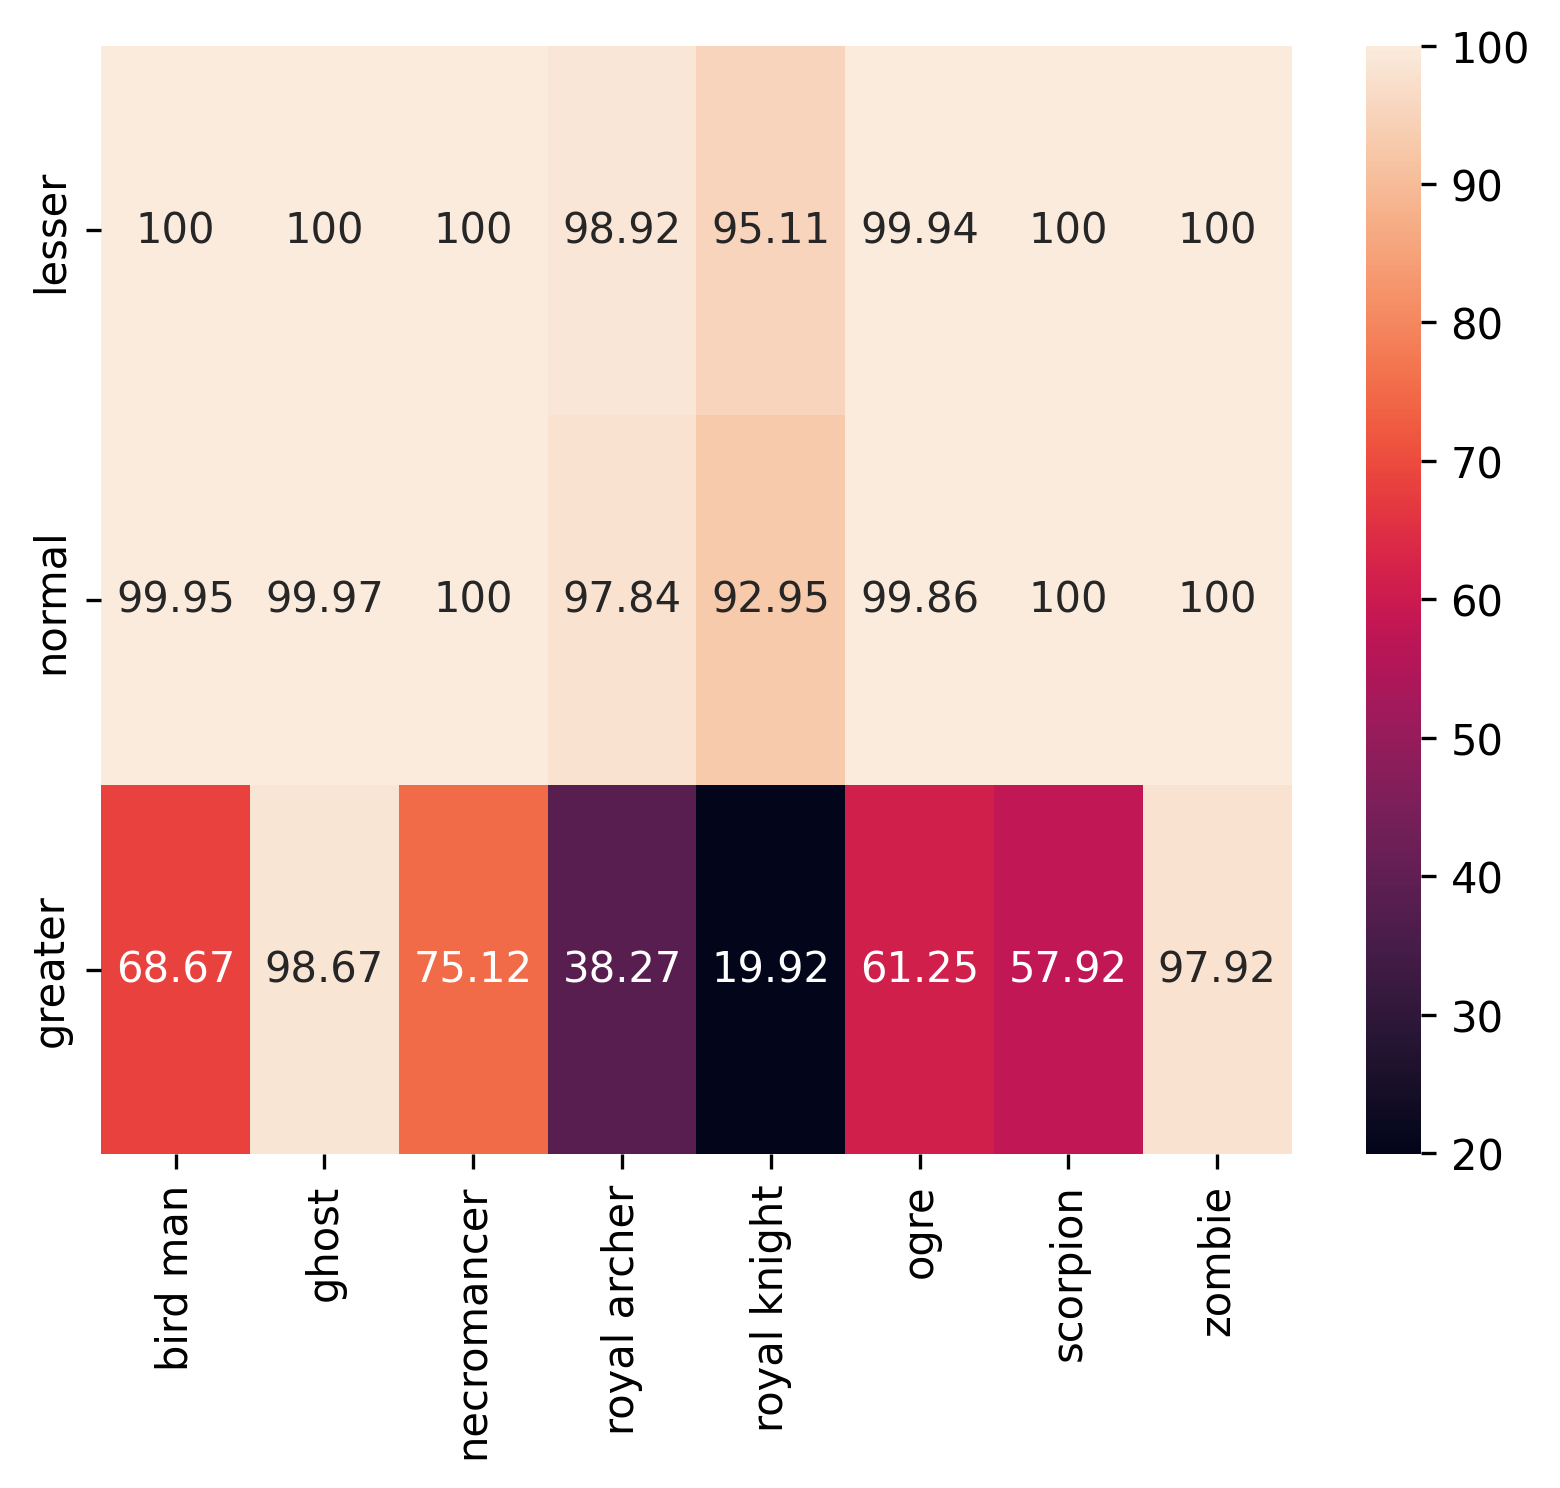 lesser
100 100 100 98.92 95.11 99.94 100 100
normal
99.95 99.97 100 97.84 92.95 99.86 100 100
greater
68.67 98.67 75.12 38.27 19.92 61.25 57.92 97.92
bird man
ghost
necromancer
royal archer
royal knight
ogre
scorpion
zombie
100
90
80
70
60
50
40
30
20